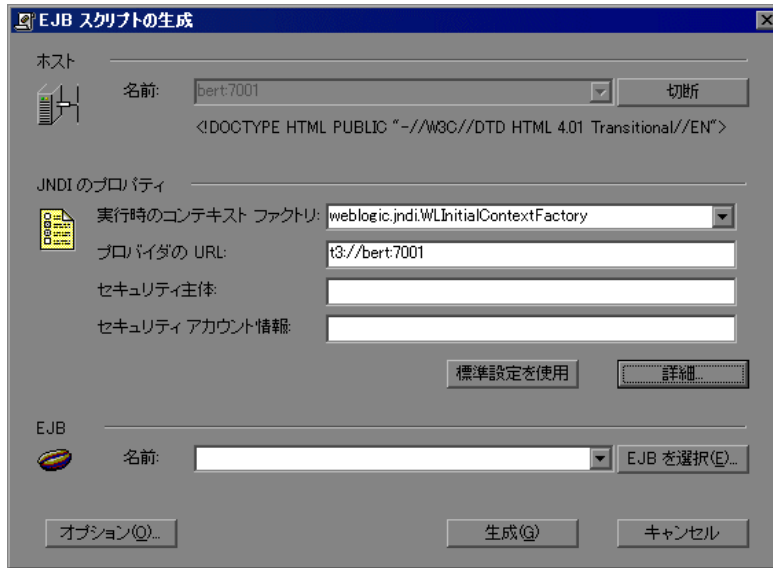 EJB スクリプトの生成
ホスト
名前: bert:7001 切断
<!DOCTYPE HTML PUBLIC "-//W3C//DTD HTML 4.01 Transitional//EN">
JNDI のプロパティ
実行時のコンテキスト ファクトリ: weblogic.jndi.WLInitialContextFactory
プロバイダの URL: t3://bert:7001
セキュリティ主体:
セキュリティ アカウント情報:
標準設定を使用 詳細...
EJB
名前: EJB を選択(E)...
オプション(O)... 生成(G) キャンセル